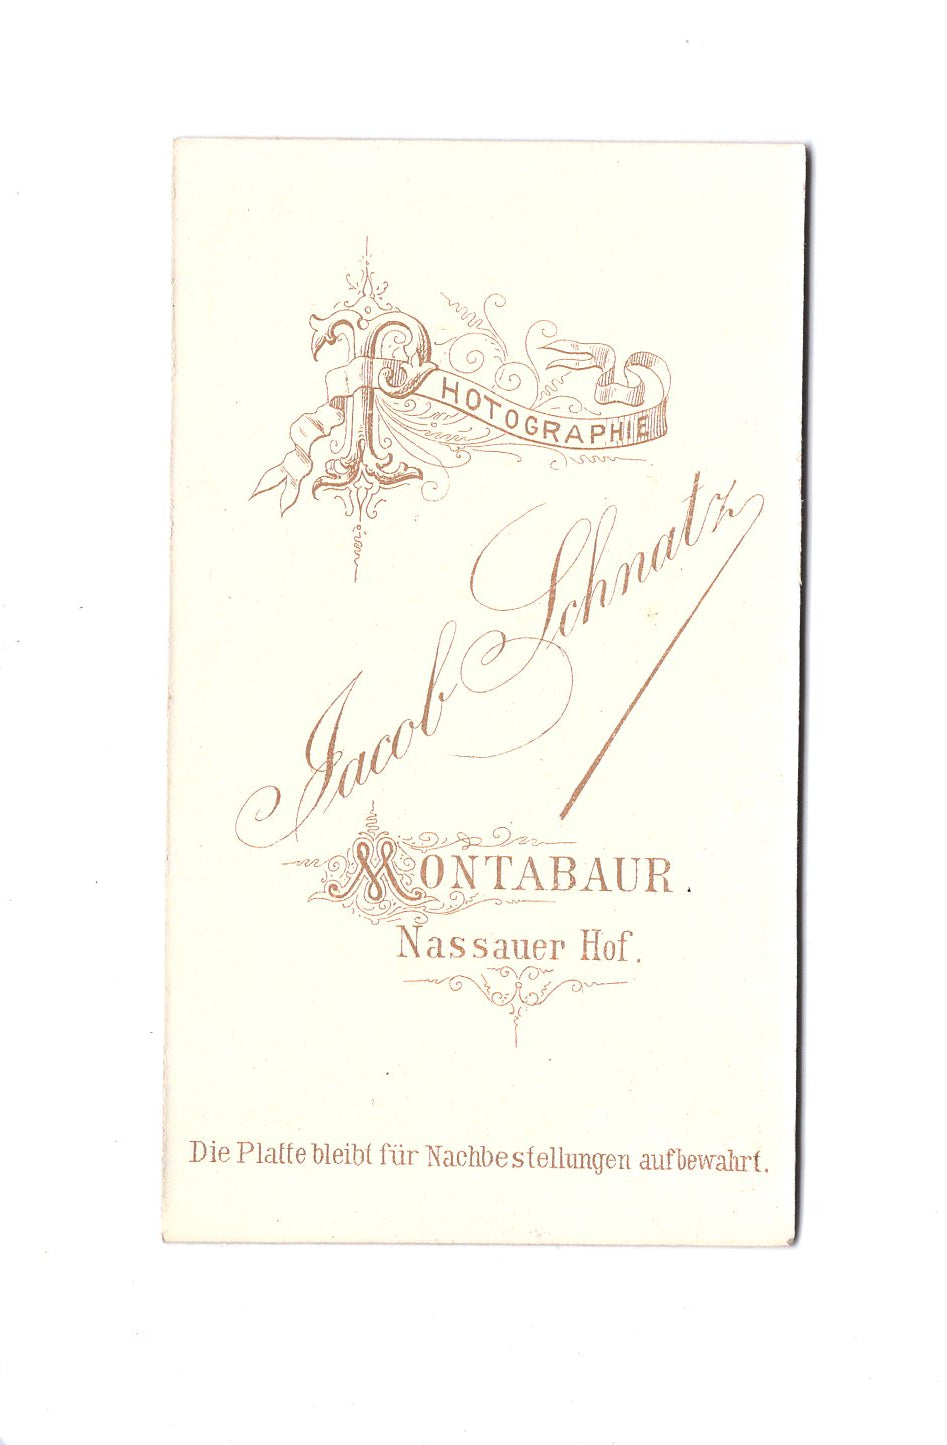 PHOTOGRAPHIE
Jacob Schnatz
MONTABAUR.
Nassauer Hof.
Die Platte bleibt für Nachbestellungen aufbewahrt.